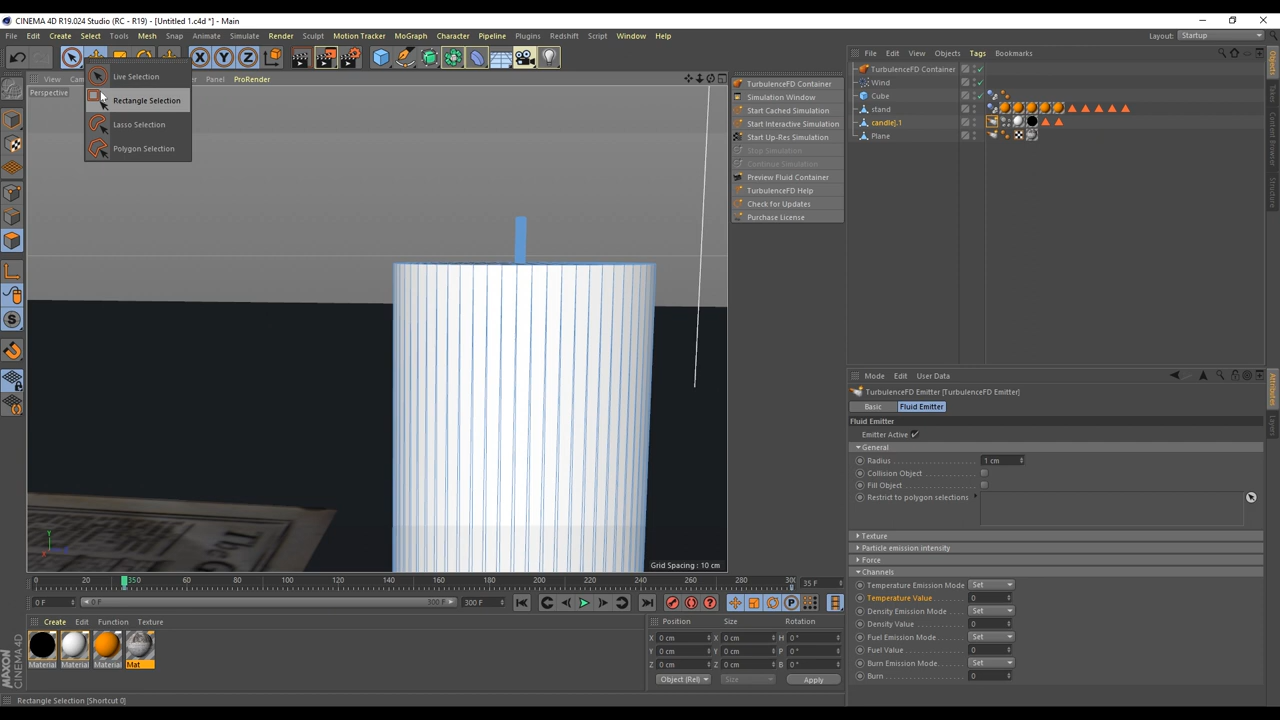 CINEMA 4D R19.024 Studio (RC - R19) - [Untitled 1.c4d *] - Main
File Edit Create Select Tools Mesh Snap Animate Simulate Render Sculpt Motion Tracker MoGraph Character Pipeline Plugins Redshift Script Window Help
Layout: Startup
X Y Z
File Edit View Objects Tags Bookmarks
View Panel ProRender
Perspective
Live Selection
Rectangle Selection
Lasso Selection
Polygon Selection
TurbulenceFD Container
Simulation Window
Start Cached Simulation
Start Interactive Simulation
Start Up-Res Simulation
Stop Simulation
Continue Simulation
Preview Fluid Container
TurbulenceFD Help
Check for Updates
Purchase License
TurbulenceFD Container
Wind
Cube
stand
candle].1
Plane
Objects
Takes
Content Browser
Structure
Mode Edit User Data
TurbulenceFD Emitter [TurbulenceFD Emitter]
Basic Fluid Emitter
Fluid Emitter
Emitter Active
General
Radius 1 cm
Collision Object
Fill Object
Restrict to polygon selections
Texture
Particle emission intensity
Force
Channels
Temperature Emission Mode Set
Temperature Value 0
Density Emission Mode Set
Density Value 0
Fuel Emission Mode Set
Fuel Value 0
Burn Emission Mode Set
Burn 0
Attributes
Layers
Y
Grid Spacing : 10 cm
0 20 350 60 80 100 120 140 160 180 200 220 240 260 280 300 35 F
0 F 0 F 300 F 300 F
Create Edit Function Texture
Material Material Material Mat
Position Size Rotation
X 0 cm X 0 cm H 0 °
Y 0 cm Y 0 cm P 0 °
Z 0 cm Z 0 cm B 0 °
Object (Rel) Size Apply
MAXON CINEMA 4D
Rectangle Selection [Shortcut 0]